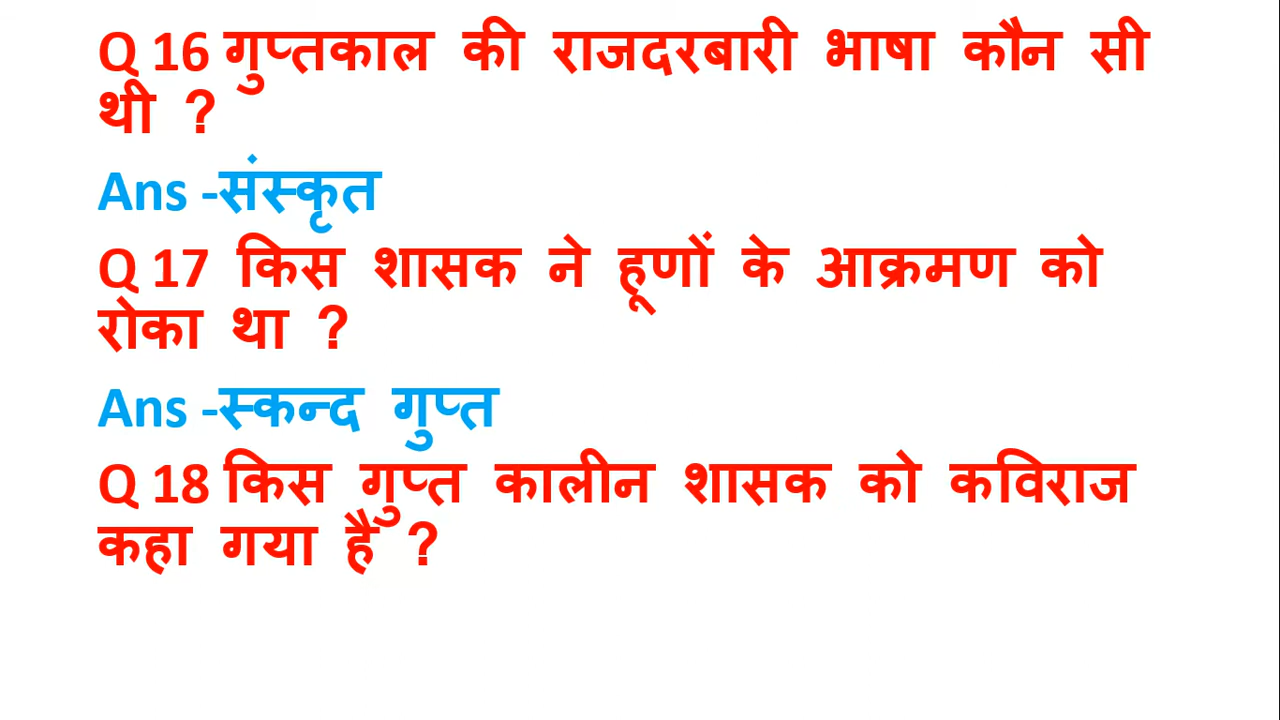 Q 16 गुप्तकाल की राजदरबारी भाषा कौन सी
थी ?
Ans -संस्कृत
Q 17 किस शासक ने हूणों के आक्रमण को
रोका था ?
Ans -स्कन्द गुप्त
Q 18 किस गुप्त कालीन शासक को कविराज
कहा गया है ?